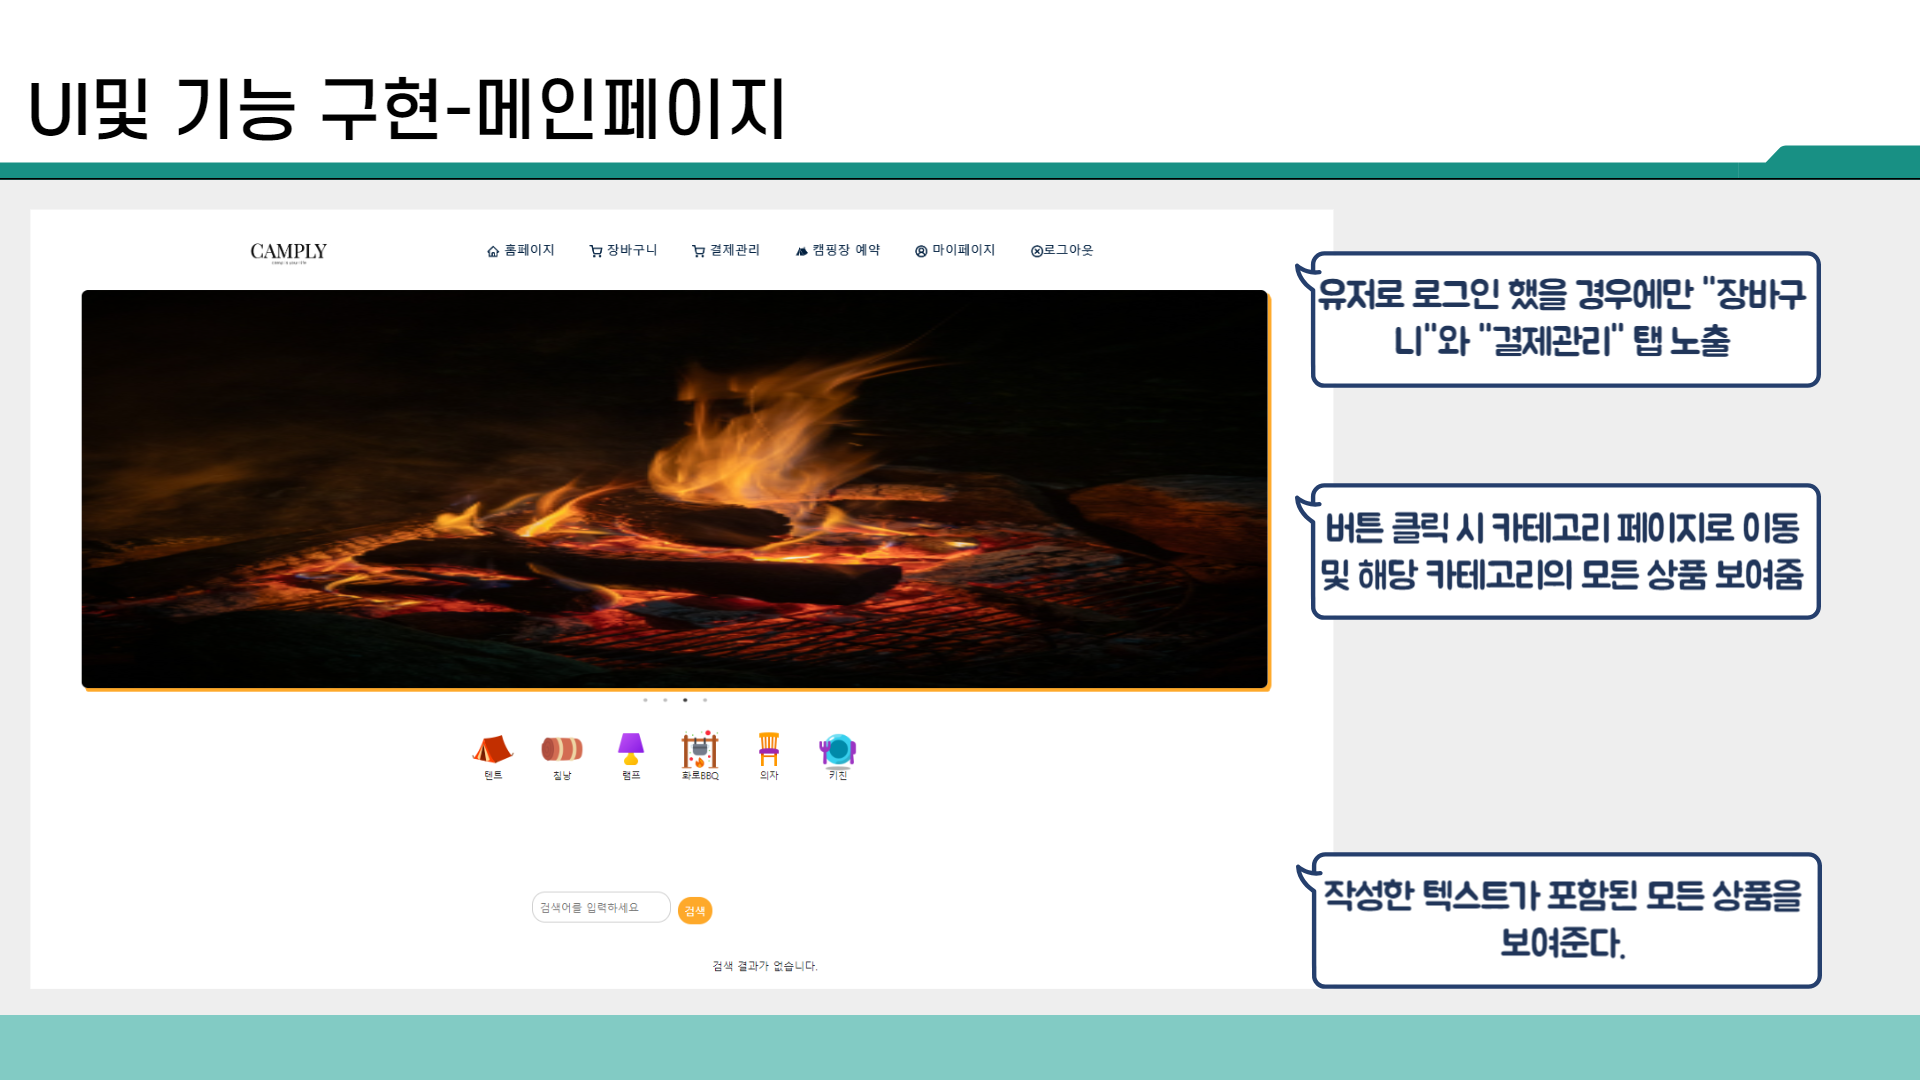 UI및 기능 구현-메인페이지
CAMPLY
홈페이지 장바구니 결제관리 캠핑장 예약 마이페이지 로그아웃
유저로 로그인 했을 경우에만 "장바구
니"와 "결제관리" 탭 노출
버튼 클릭 시 카테고리 페이지로 이동
및 해당 카테고리의 모든 상품 보여줌
텐트 침낭 램프 화로BBQ 의자 키친
작성한 텍스트가 포함된 모든 상품을
보여준다.
검색어를 입력하세요 검색
검색 결과가 없습니다.